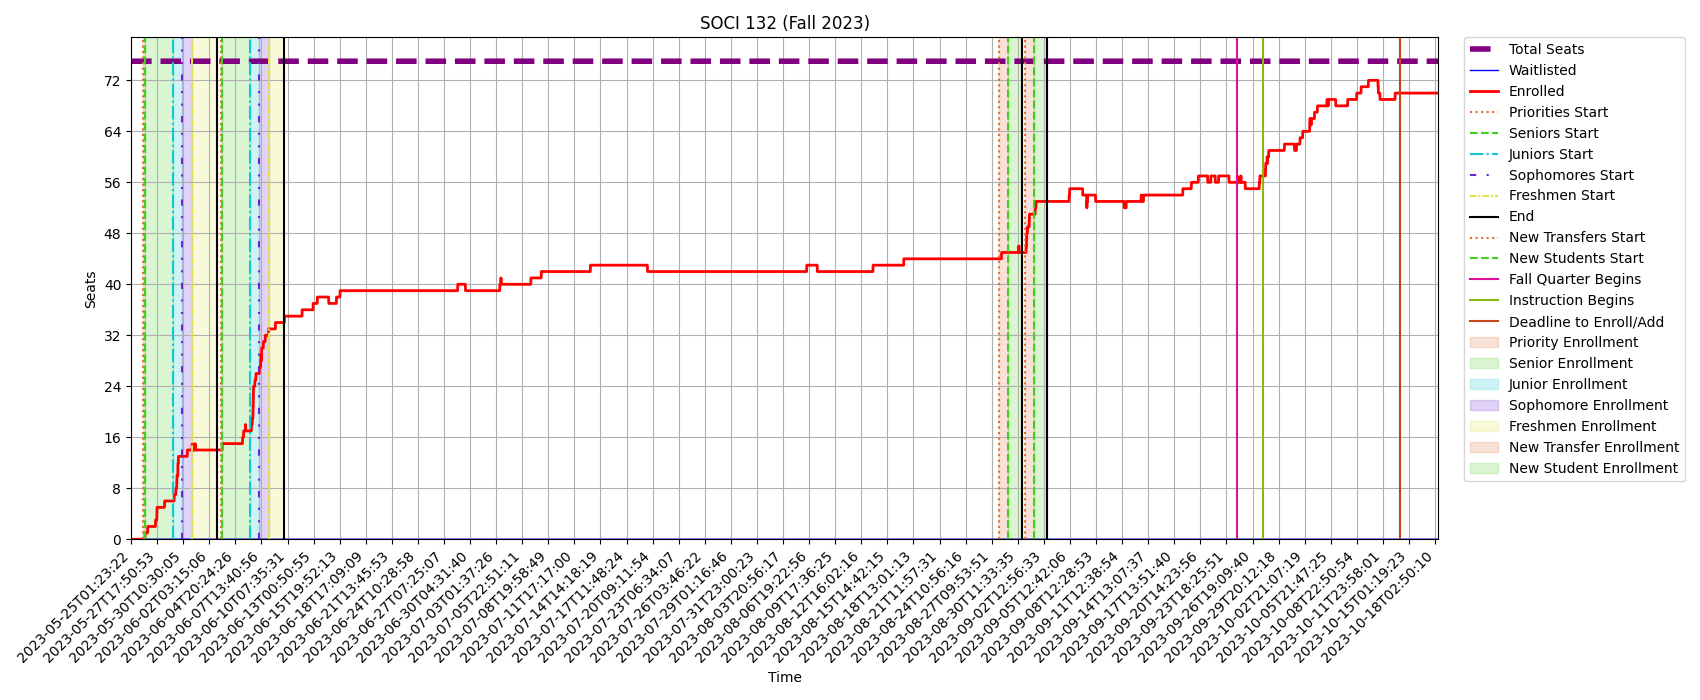 SOCI 132 (Fall 2023)
Seats
72
64
56
48
40
32
24
16
8
0
2023-05-25T01:23:22
2023-05-27T17:50:53
2023-05-30T10:30:05
2023-06-02T03:15:06
2023-06-04T20:24:26
2023-06-07T13:40:56
2023-06-10T07:35:31
2023-06-13T00:50:55
2023-06-15T19:52:13
2023-06-18T17:09:09
2023-06-21T13:45:53
2023-06-24T10:28:58
2023-06-27T07:25:07
2023-06-30T04:31:40
2023-07-03T01:37:26
2023-07-05T22:51:11
2023-07-08T19:58:49
2023-07-11T17:17:00
2023-07-14T14:18:19
2023-07-17T11:48:24
2023-07-20T09:11:54
2023-07-23T06:34:07
2023-07-26T03:46:22
2023-07-29T01:16:46
2023-07-31T23:00:23
2023-08-03T20:56:17
2023-08-06T19:22:56
2023-08-09T17:36:25
2023-08-12T16:02:16
2023-08-15T14:42:15
2023-08-18T13:01:13
2023-08-21T11:57:31
2023-08-24T10:56:16
2023-08-27T09:53:51
2023-08-30T11:33:35
2023-09-02T12:56:33
2023-09-05T12:42:06
2023-09-08T12:28:53
2023-09-11T12:38:54
2023-09-14T13:07:37
2023-09-17T13:51:40
2023-09-20T14:23:56
2023-09-23T18:25:51
2023-09-26T19:09:40
2023-09-29T20:12:18
2023-10-02T21:07:19
2023-10-05T21:47:25
2023-10-08T22:50:54
2023-10-11T23:58:01
2023-10-15T01:19:23
2023-10-18T02:50:10
Time
Total Seats
Waitlisted
Enrolled
Priorities Start
Seniors Start
Juniors Start
Sophomores Start
Freshmen Start
End
New Transfers Start
New Students Start
Fall Quarter Begins
Instruction Begins
Deadline to Enroll/Add
Priority Enrollment
Senior Enrollment
Junior Enrollment
Sophomore Enrollment
Freshmen Enrollment
New Transfer Enrollment
New Student Enrollment